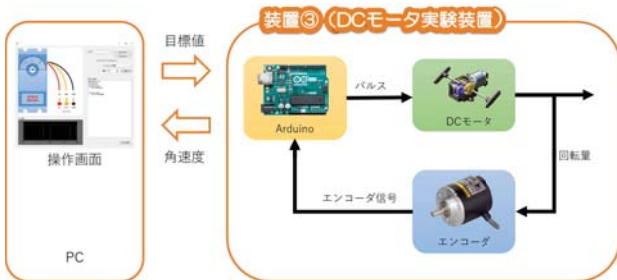 装置③（DCモータ実験装置）
目標値
角速度
操作画面
PC
Arduino
パルス
DCモータ
回転量
エンコーダ信号
エンコーダ